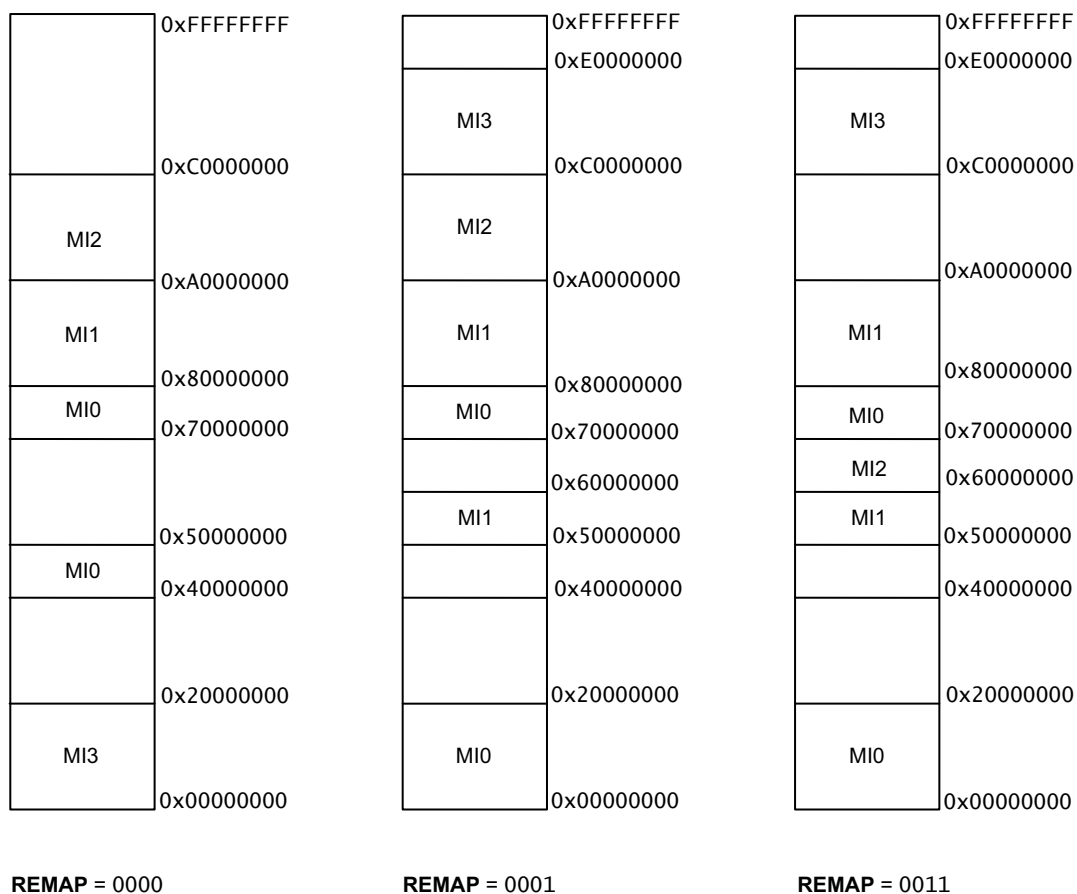 0xFFFFFFFF
0xC0000000
MI2
0xA0000000
MI1
0x80000000
MI0
0x70000000
0x50000000
MI0
0x40000000
0x20000000
MI3
0x00000000
REMAP = 0000
0xFFFFFFFF
0xE0000000
MI3
0xC0000000
MI2
0xA0000000
MI1
0x80000000
MI0
0x70000000
0x60000000
MI1
0x50000000
0x40000000
0x20000000
MI0
0x00000000
REMAP = 0001
0xFFFFFFFF
0xE0000000
MI3
0xC0000000
0xA0000000
MI1
0x80000000
MI0
0x70000000
MI2
0x60000000
MI1
0x50000000
0x40000000
0x20000000
MI0
0x00000000
REMAP = 0011